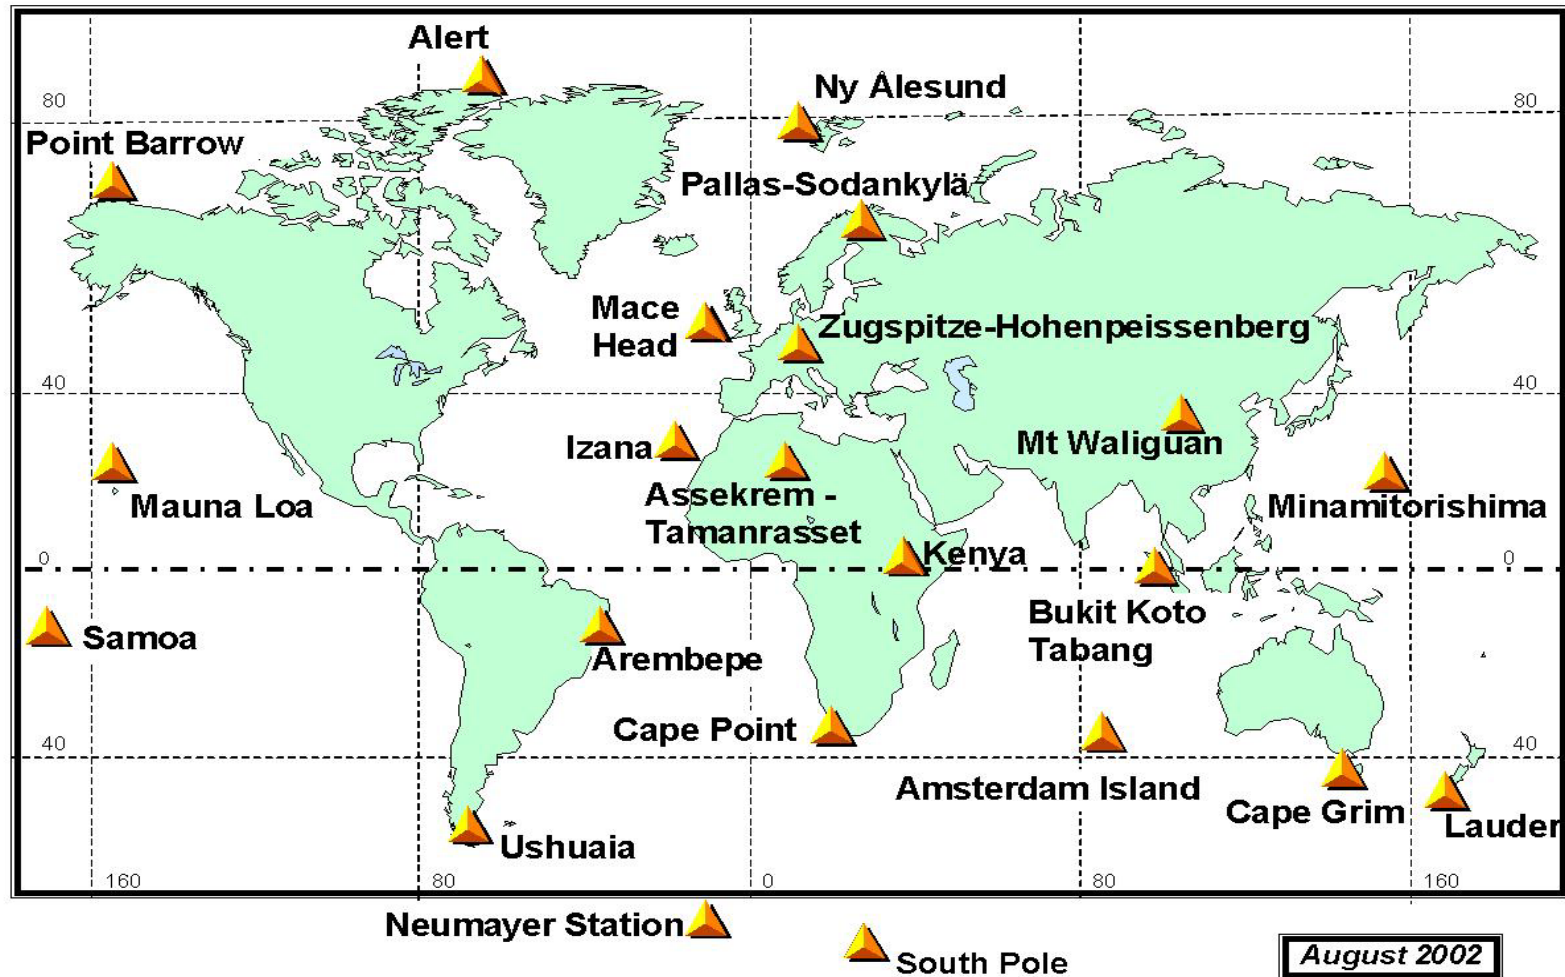 Alert
Ny Ålesund
80
80
Point Barrow
Pallas-Sodankylä
Mace
Head
Zugspitze-Hohenpeissenberg
40
40
Izana
Mt Waliguan
Mauna Loa
Assekrem -
Tamanrasset
Minamitorishima
0
Kenya
0
Samoa
Arembepe
Bukit Koto
Tabang
Cape Point
40
40
Amsterdam Island
Cape Grim
Lauder
Ushuaia
160
80
0
80
160
Neumayer Station
South Pole
August 2002